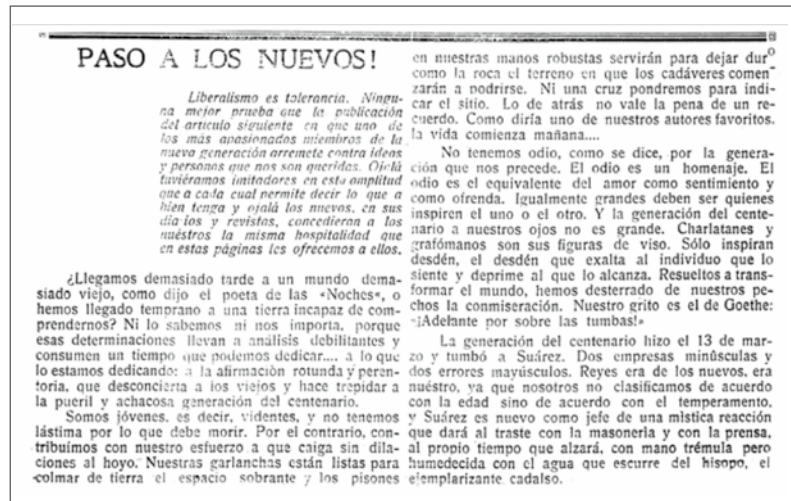 PASO A LOS NUEVOS!
Liberalismo es tolerancia. Ningu-
na mejor prueba que la publicación
del artículo siguiente en que uno de
los más apasionados miembros de la
nueva generación arremete contra ideas
y personas que nos son queridas. Ojalá
tuviéramos imitadores en esta amplitud
que a cada cual permite decir lo que a
bien tenga y ojalá los nuevos, en sus
diarios y revistas, concedieran a los
nuéstros la misma hospitalidad que
en estas páginas les ofrecemos a ellos.
¿Llegamos demasiado tarde a un mundo dema-
siado viejo, como dijo el poeta de las «Noches», o
hemos llegado temprano a una tierra incapaz de com-
prendernos? Ni lo sabemos ni nos importa, porque
esas determinaciones llevan a análisis debilitantes y
consumen un tiempo que podemos dedicar.... a lo que
lo estamos dedicando: a la afirmación rotunda y peren-
toria, que desconcierta a los viejos y hace trepidar a
la pueril y achacosa generación del centenario.
Somos jóvenes, es decir, videntes, y no tenemos
lástima por lo que debe morir. Por el contrario, con-
tribuímos con nuestro esfuerzo a que caiga sin dila-
ciones al hoyo. Nuestras garlanchas están listas para
colmar de tierra el espacio sobrante y los pisones
en nuestras manos robustas servirán para dejar duro
como la roca el terreno en que los cadáveres comen-
zarán a podrirse. Ni una cruz pondremos para indi-
car el sitio. Lo de atrás no vale la pena de un re-
cuerdo. Como diría uno de nuestros autores favoritos.
la vida comienza mañana....
No tenemos odio, como se dice, por la genera-
ción que nos precede. El odio es un homenaje. El
odio es el equivalente del amor como sentimiento y
como ofrenda. Igualmente grandes deben ser quienes
inspiren el uno o el otro. Y la generación del cente-
nario a nuestros ojos no es grande. Charlatanes y
grafómanos son sus figuras de viso. Sólo inspiran
desdén, el desdén que exalta al individuo que lo
siente y deprime al que lo alcanza. Resueltos a trans-
formar el mundo, hemos desterrado de nuestros pe-
chos la conmiseración. Nuestro grito es el de Goethe:
«¡Adelante por sobre las tumbas!»
La generación del centenario hizo el 13 de mar-
zo y tumbó a Suárez. Dos empresas minúsculas y
dos errores mayúsculos. Reyes era de los nuevos, era
nuéstro, ya que nosotros no clasificamos de acuerdo
con la edad sino de acuerdo con el temperamento,
y Suárez es nuevo como jefe de una mística reacción
que dará al traste con la masonería y con la prensa,
al propio tiempo que alzará, con mano trémula pero
humedecida con el agua que escurre del hisopo, el
ejemplarizante cadalso.